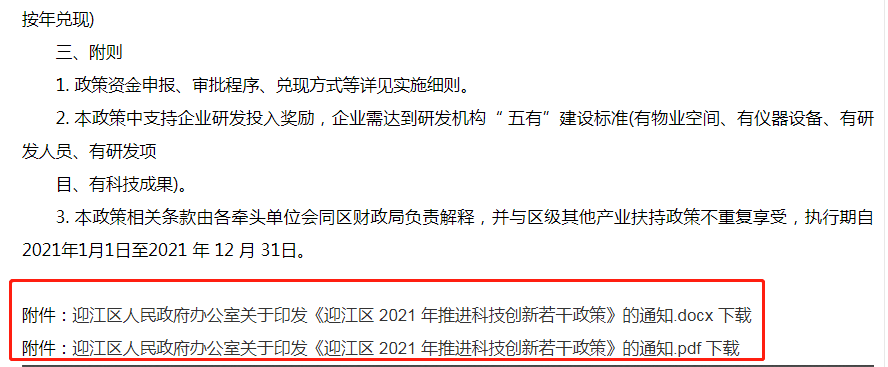 按年兑现)
三、附则
1. 政策资金申报、审批程序、兑现方式等详见实施细则。
2. 本政策中支持企业研发投入奖励，企业需达到研发机构“ 五有”建设标准(有物业空间、有仪器设备、有研
发人员、有研发项
目、有科技成果)。
3. 本政策相关条款由各牵头单位会同区财政局负责解释，并与区级其他产业扶持政策不重复享受，执行期自
2021年1月1日至2021 年 12 月 31日。
附件：迎江区人民政府办公室关于印发《迎江区 2021 年推进科技创新若干政策》的通知.docx 下载
附件：迎江区人民政府办公室关于印发《迎江区 2021 年推进科技创新若干政策》的通知.pdf 下载